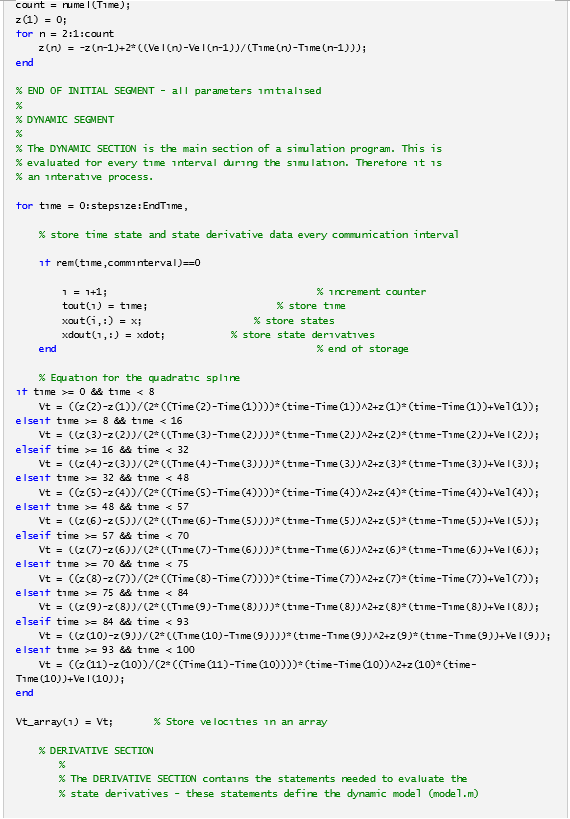 count = numel(Time);
z(1) = 0;
for n = 2:1:count
z(n) = -z(n-1)+2*((Vel(n)-Vel(n-1))/(Time(n)-Time(n-1)));
end
% END OF INITIAL SEGMENT - all parameters initialised
%
% DYNAMIC SEGMENT
%
% The DYNAMIC SECTION is the main section of a simulation program. This is
% evaluated for every time interval during the simulation. Therefore it is
% an interative process.
for time = 0:stepsize:EndTime,
% store time state and state derivative data every communication interval
if rem(time,comminterval)==0
i = i+1; % increment counter
tout(i) = time; % store time
xout(i,:) = x; % store states
xdout(i,:) = xdot; % store state derivatives
end % end of storage
% Equation for the quadratic spline
if time >= 0 && time < 8
Vt = ((z(2)-z(1))/(2*((Time(2)-Time(1))))*(time-Time(1))^2+z(1)*(time-Time(1))+Vel(1));
elseif time >= 8 && time < 16
Vt = ((z(3)-z(2))/(2*((Time(3)-Time(2))))*(time-Time(2))^2+z(2)*(time-Time(2))+Vel(2));
elseif time >= 16 && time < 32
Vt = ((z(4)-z(3))/(2*((Time(4)-Time(3))))*(time-Time(3))^2+z(3)*(time-Time(3))+Vel(3));
elseif time >= 32 && time < 48
Vt = ((z(5)-z(4))/(2*((Time(5)-Time(4))))*(time-Time(4))^2+z(4)*(time-Time(4))+Vel(4));
elseif time >= 48 && time < 57
Vt = ((z(6)-z(5))/(2*((Time(6)-Time(5))))*(time-Time(5))^2+z(5)*(time-Time(5))+Vel(5));
elseif time >= 57 && time < 70
Vt = ((z(7)-z(6))/(2*((Time(7)-Time(6))))*(time-Time(6))^2+z(6)*(time-Time(6))+Vel(6));
elseif time >= 70 && time < 75
Vt = ((z(8)-z(7))/(2*((Time(8)-Time(7))))*(time-Time(7))^2+z(7)*(time-Time(7))+Vel(7));
elseif time >= 75 && time < 84
Vt = ((z(9)-z(8))/(2*((Time(9)-Time(8))))*(time-Time(8))^2+z(8)*(time-Time(8))+Vel(8));
elseif time >= 84 && time < 93
Vt = ((z(10)-z(9))/(2*((Time(10)-Time(9))))*(time-Time(9))^2+z(9)*(time-Time(9))+Vel(9));
elseif time >= 93 && time < 100
Vt = ((z(11)-z(10))/(2*((Time(11)-Time(10))))*(time-Time(10))^2+z(10)*(time-
Time(10))+Vel(10));
end
Vt_array(i) = Vt; % Store velocities in an array
% DERIVATIVE SECTION
%
% The DERIVATIVE SECTION contains the statements needed to evaluate the
% state derivatives - these statements define the dynamic model (model.m)